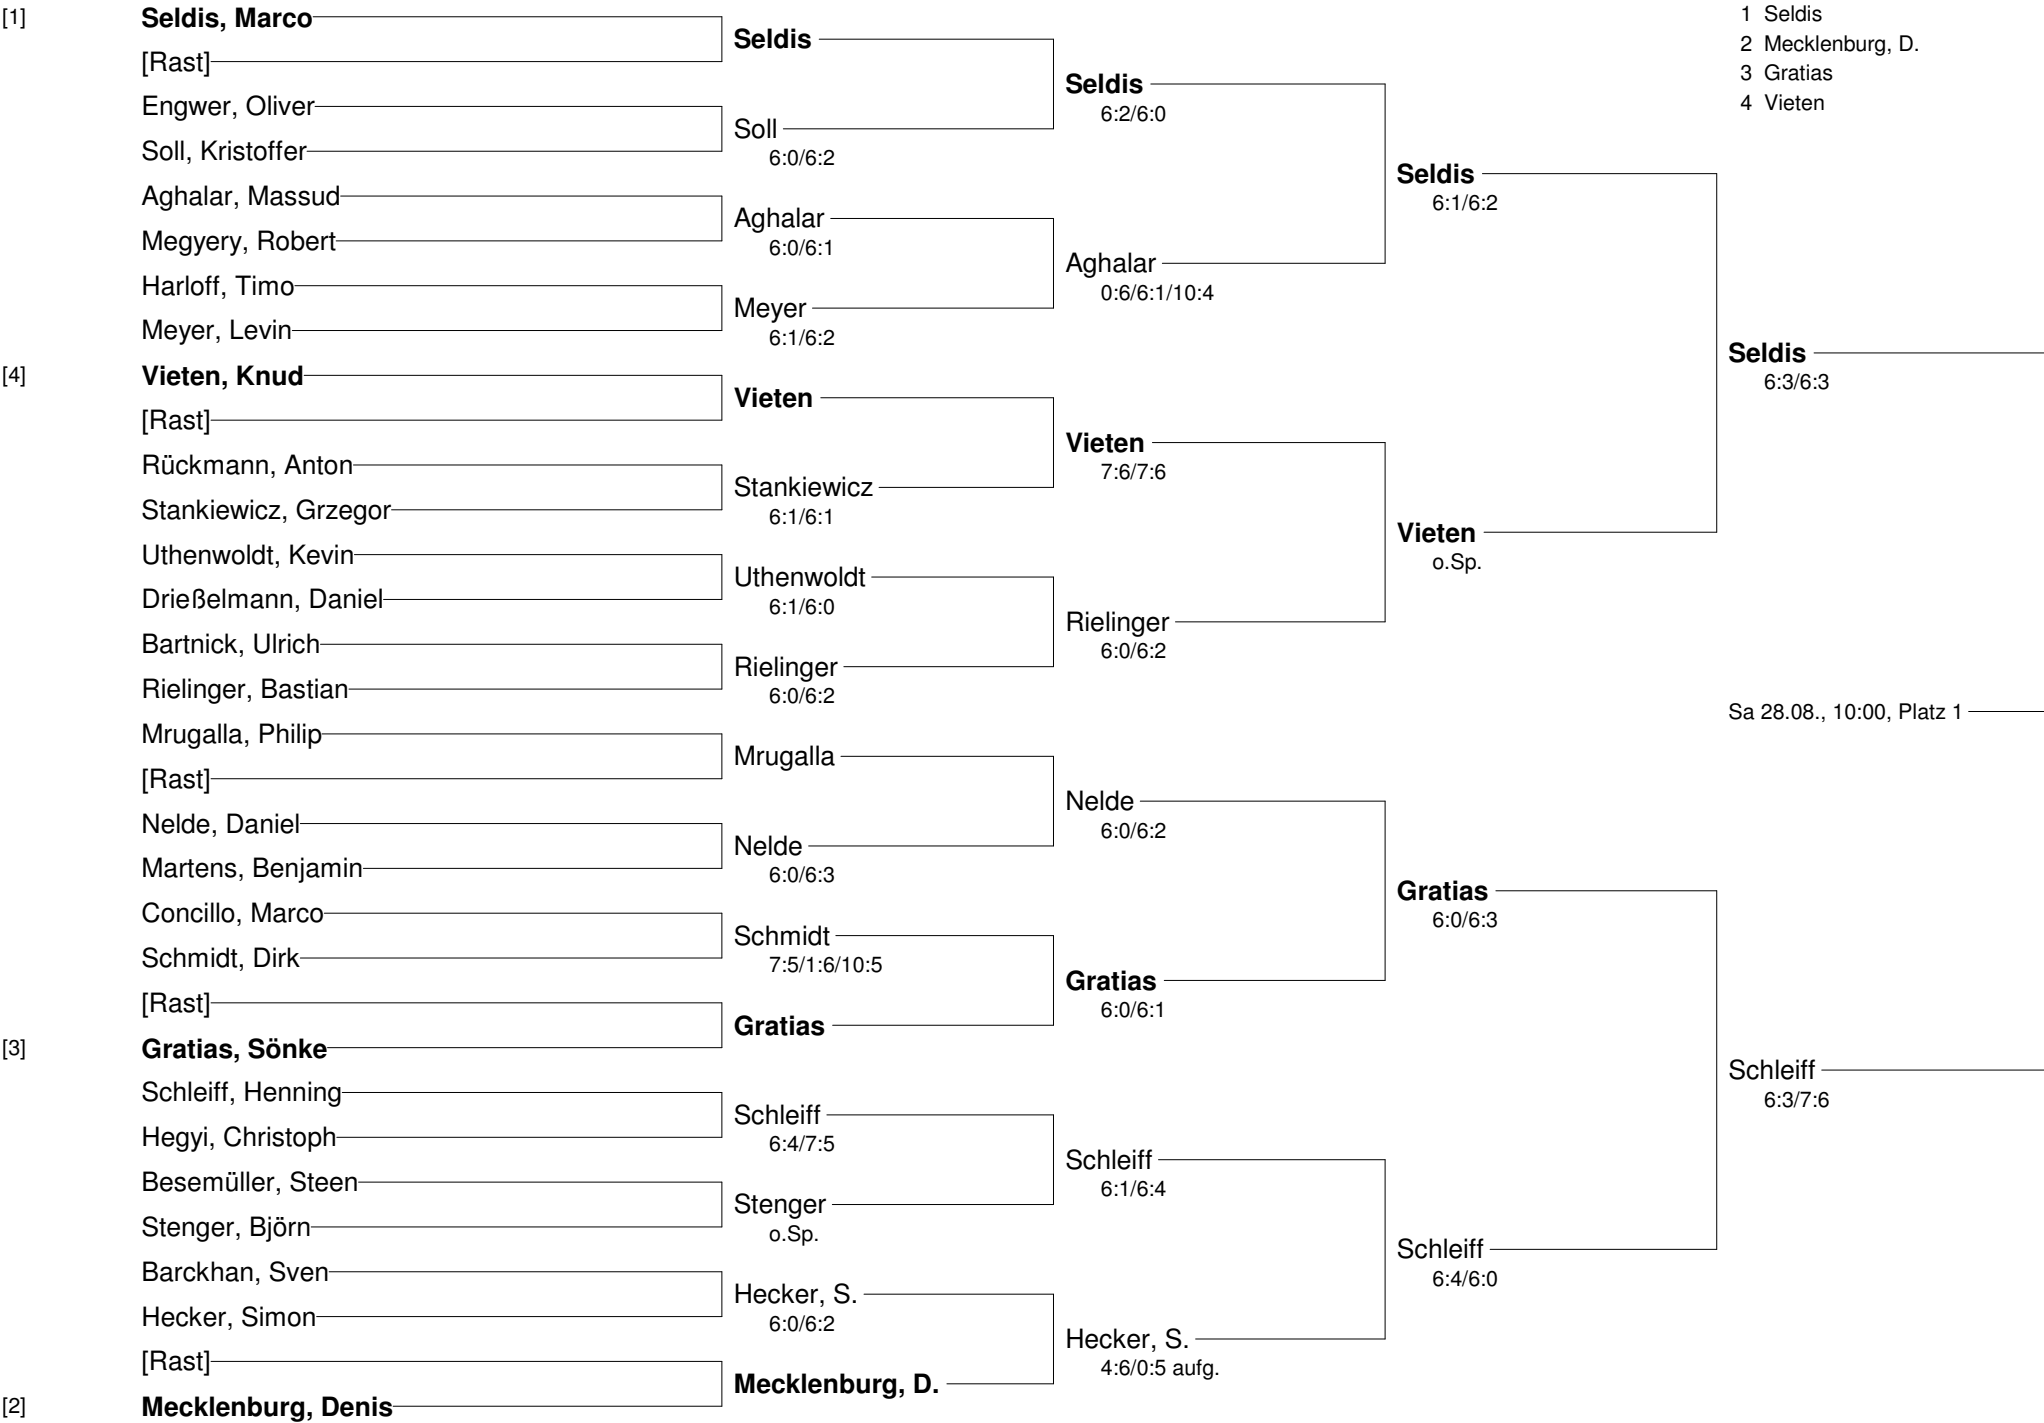 [1] Seldis, Marco
[Rast]
Engwer, Oliver
Soll, Kristoffer
Aghalar, Massud
Megyery, Robert
Harloff, Timo
Meyer, Levin
[4] Vieten, Knud
[Rast]
Rückmann, Anton
Stankiewicz, Grzegor
Uthenwoldt, Kevin
Drießelmann, Daniel
Bartnick, Ulrich
Rielinger, Bastian
Mrugalla, Philip
[Rast]
Nelde, Daniel
Martens, Benjamin
Concillo, Marco
Schmidt, Dirk
[Rast]
[3] Gratias, Sönke
Schleiff, Henning
Hegyi, Christoph
Besemüller, Steen
Stenger, Björn
Barckhan, Sven
Hecker, Simon
[Rast]
[2] Mecklenburg, Denis
Seldis
Soll
6:0/6:2
Aghalar
6:0/6:1
Meyer
6:1/6:2
Vieten
Stankiewicz
6:1/6:1
Uthenwoldt
6:1/6:0
Rielinger
6:0/6:2
Mrugalla
Nelde
6:0/6:3
Schmidt
7:5/1:6/10:5
Gratias
Schleiff
6:4/7:5
Stenger
o.Sp.
Hecker, S.
6:0/6:2
Mecklenburg, D.
Seldis
6:2/6:0
Aghalar
0:6/6:1/10:4
Vieten
7:6/7:6
Rielinger
6:0/6:2
Nelde
6:0/6:2
Gratias
6:0/6:1
Schleiff
6:1/6:4
Hecker, S.
4:6/0:5 aufg.
Seldis
6:1/6:2
Vieten
o.Sp.
Gratias
6:0/6:3
Schleiff
6:4/6:0
1 Seldis
2 Mecklenburg, D.
3 Gratias
4 Vieten
Seldis
6:3/6:3
Sa 28.08., 10:00, Platz 1
Schleiff
6:3/7:6